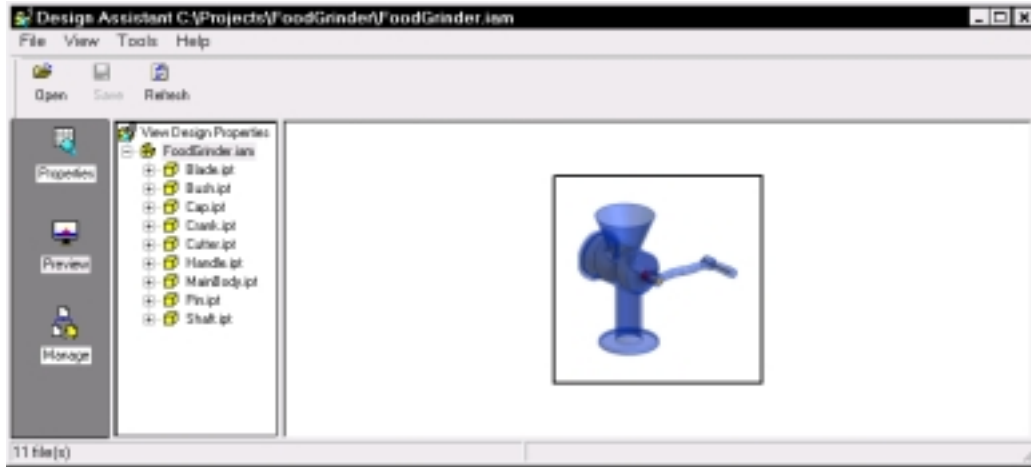 Design Assistant C:\Projects\FoodGrinder\FoodGrinder.iam
File View Tools Help
Open Save Refresh
Properties
Preview
Manage
View Design Properties
FoodGrinder.iam
Blade.ipt
Bush.ipt
Cap.ipt
Crank.ipt
Cutter.ipt
Handle.ipt
MainBody.ipt
Pin.ipt
Shaft.ipt
11 file(s)